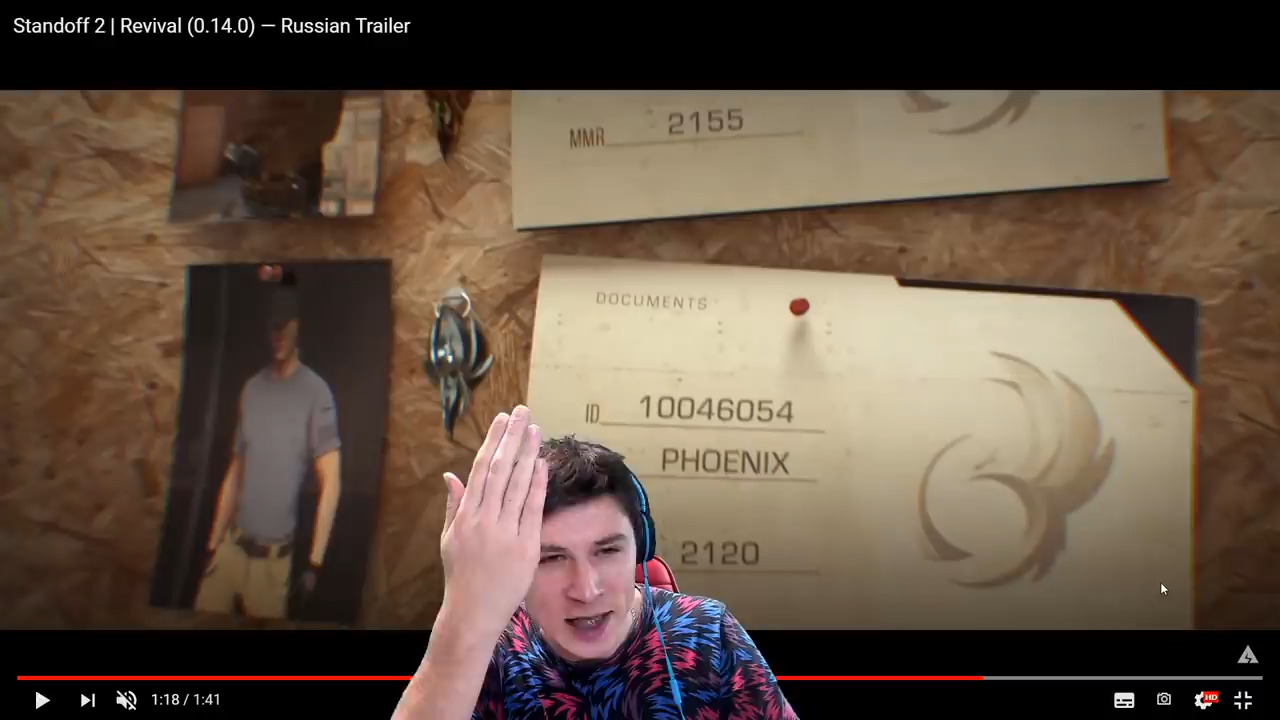 Standoff 2 | Revival (0.14.0) — Russian Trailer
MMR 2155
DOCUMENTS
ID 10046054
PHOENIX
2120
1:18 / 1:41
HD